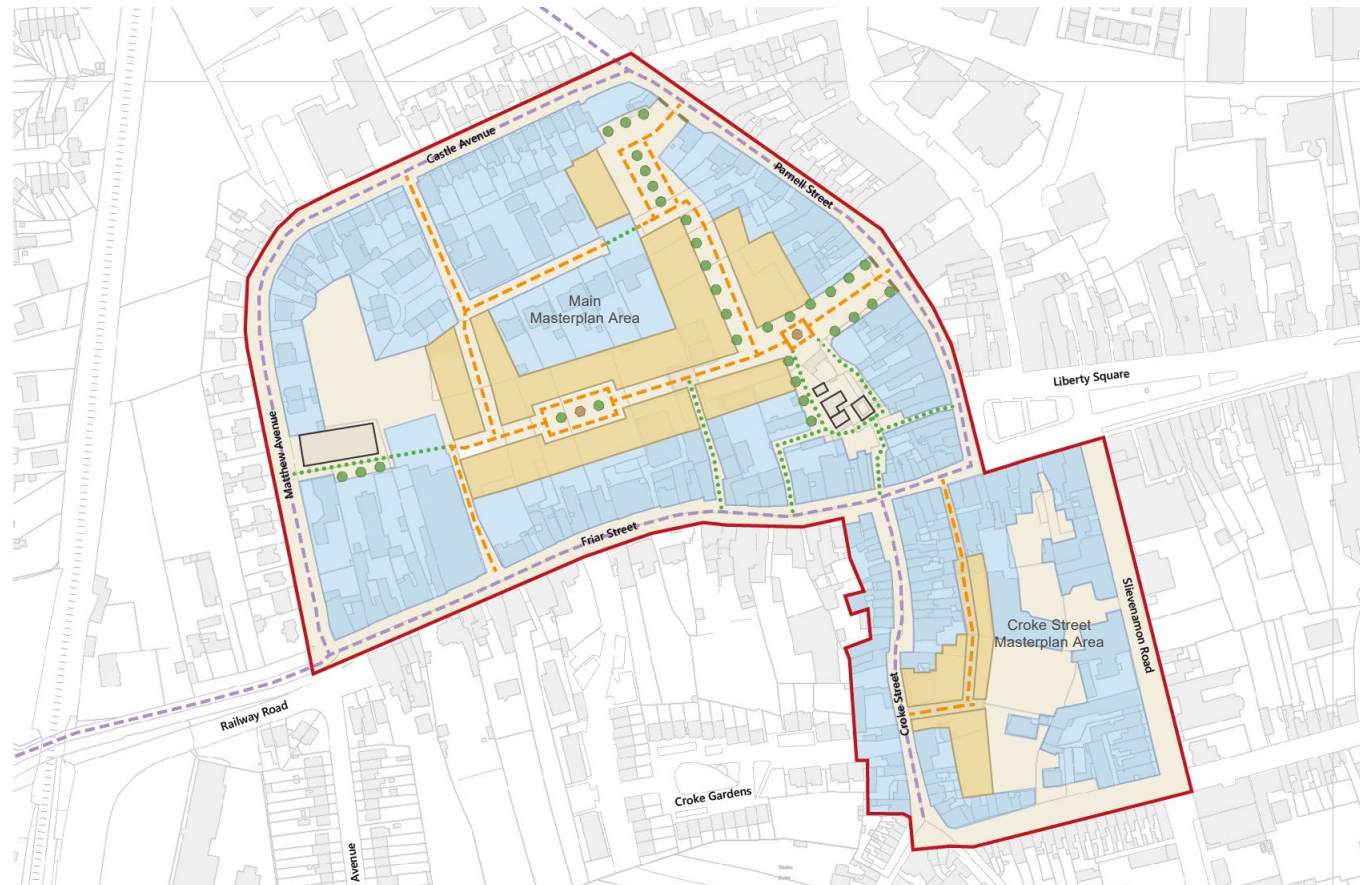 Castle Avenue
Parnell Street
Main
Masterplan Area
Liberty Square
Matthew Avenue
Friar Street
Slievenamon Road
Croke Street
Masterplan Area
Croke Street
Railway Road
Croke Gardens
Avenue